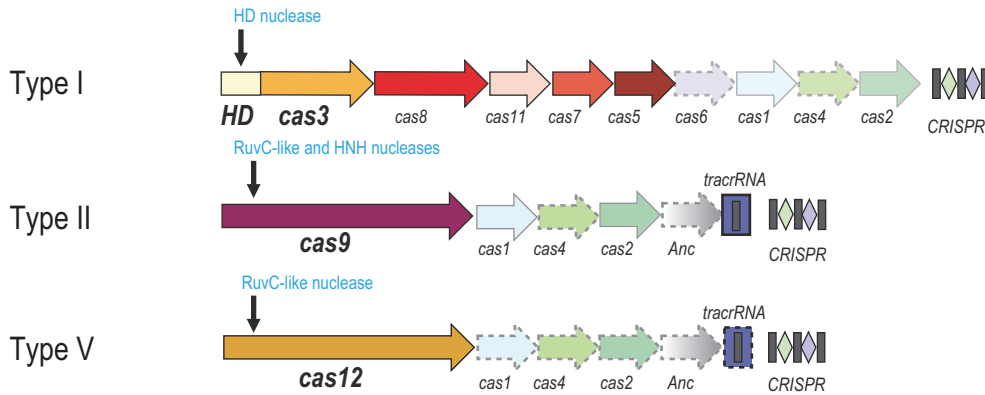 HD nuclease
Type I
HD cas3 cas8 cas11 cas7 cas5 cas6 cas1 cas4 cas2 CRISPR
RuvC-like and HNH nucleases
tracrRNA
Type II
cas9 cas1 cas4 cas2 Anc CRISPR
RuvC-like nuclease
tracrRNA
Type V
cas12 cas1 cas4 cas2 Anc CRISPR